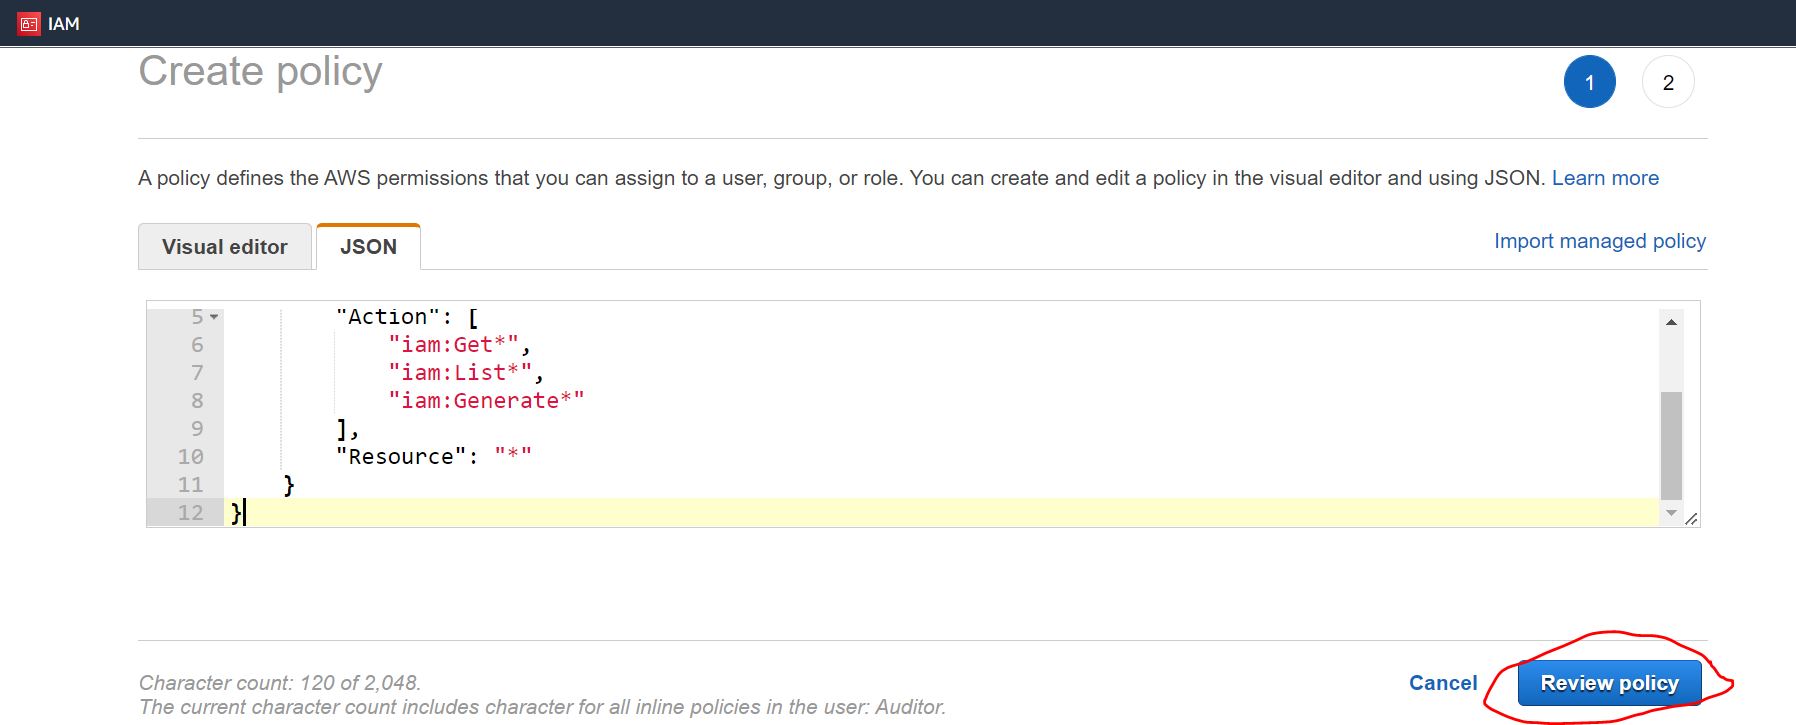 IAM
Create policy
1 2
A policy defines the AWS permissions that you can assign to a user, group, or role. You can create and edit a policy in the visual editor and using JSON. Learn more
Visual editor JSON Import managed policy
5 "Action": [
6 "iam:Get*",
7 "iam:List*",
8 "iam:Generate*"
9 ],
10 "Resource": "*"
11 }
12 }
Character count: 120 of 2,048.
The current character count includes character for all inline policies in the user: Auditor.
Cancel Review policy